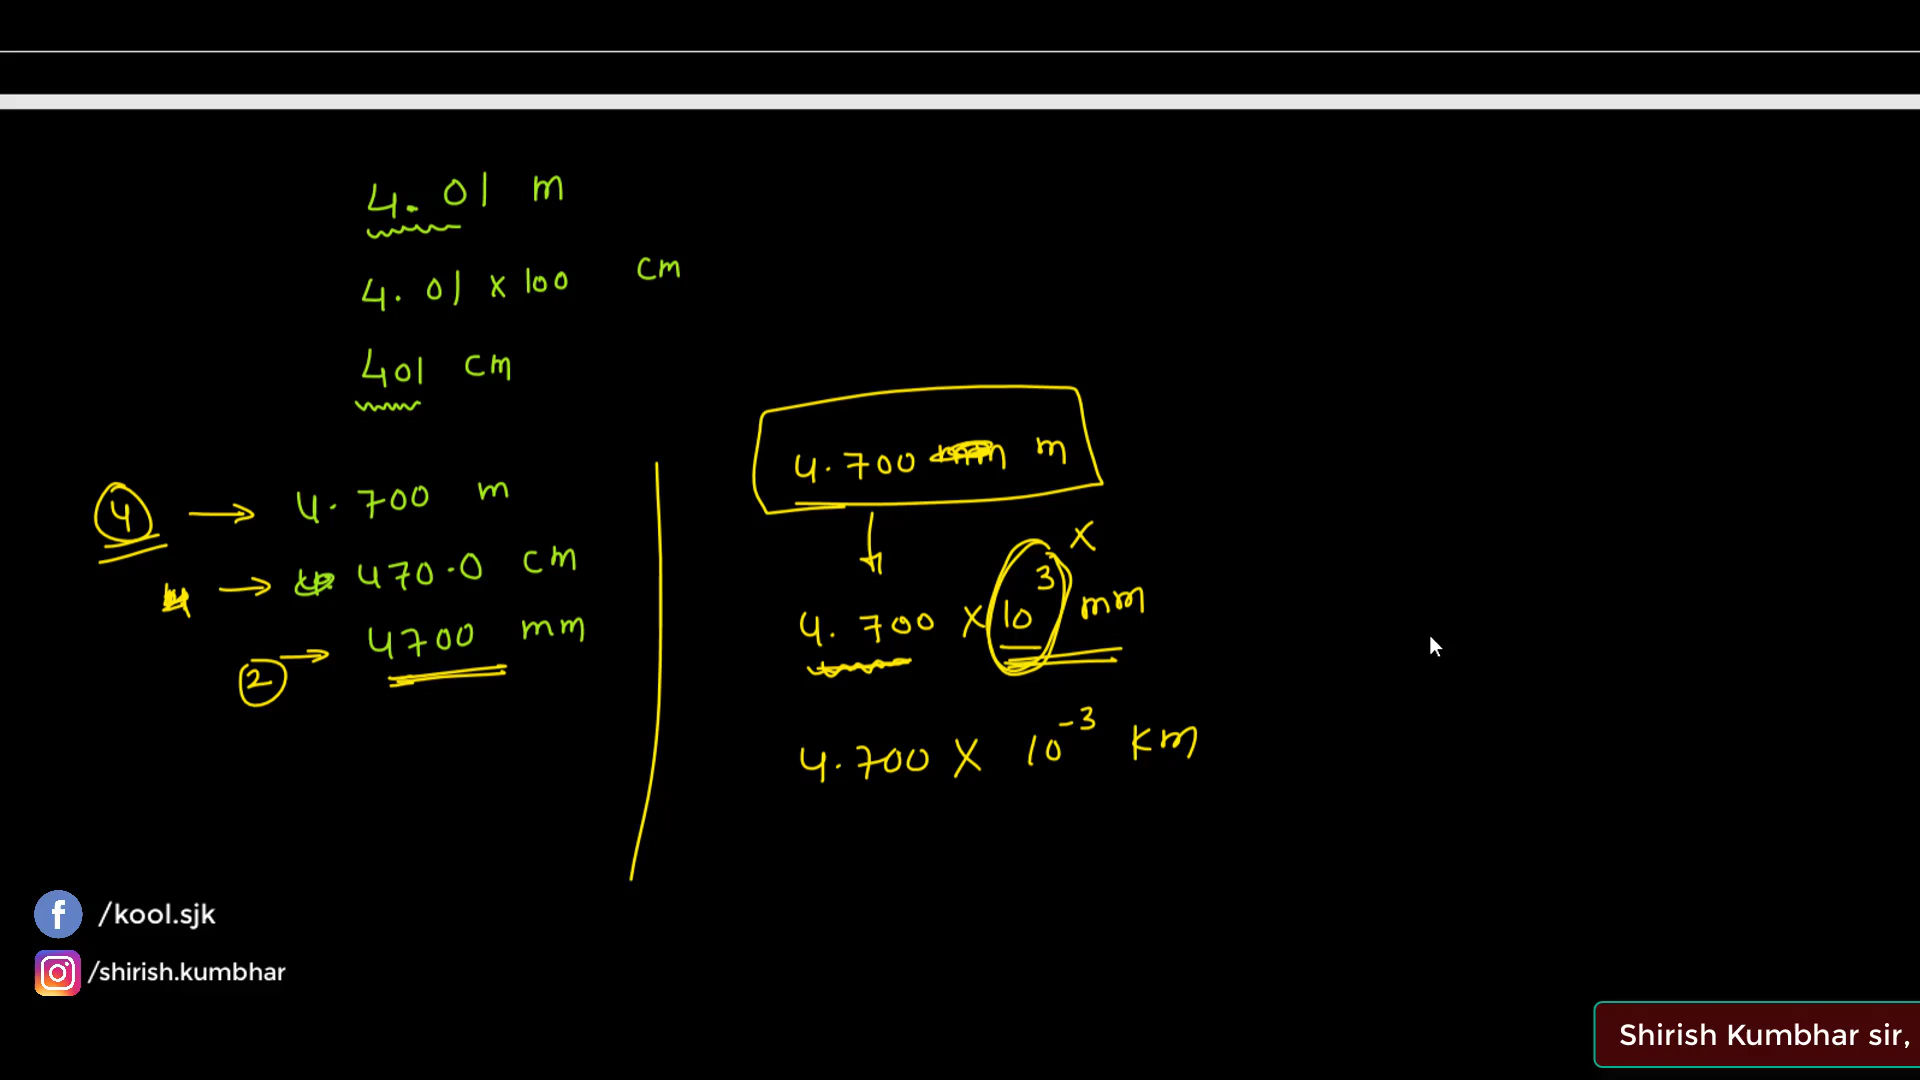 4.01 m
4.01 x 100 cm
401 cm
4 → 4.700 m
→ 470.0 cm
2 → 4700 mm
4.700 m
4.700 x 10³ mm x
4.700 x 10⁻³ km
/kool.sjk
/shirish.kumbhar
Shirish Kumbhar sir,